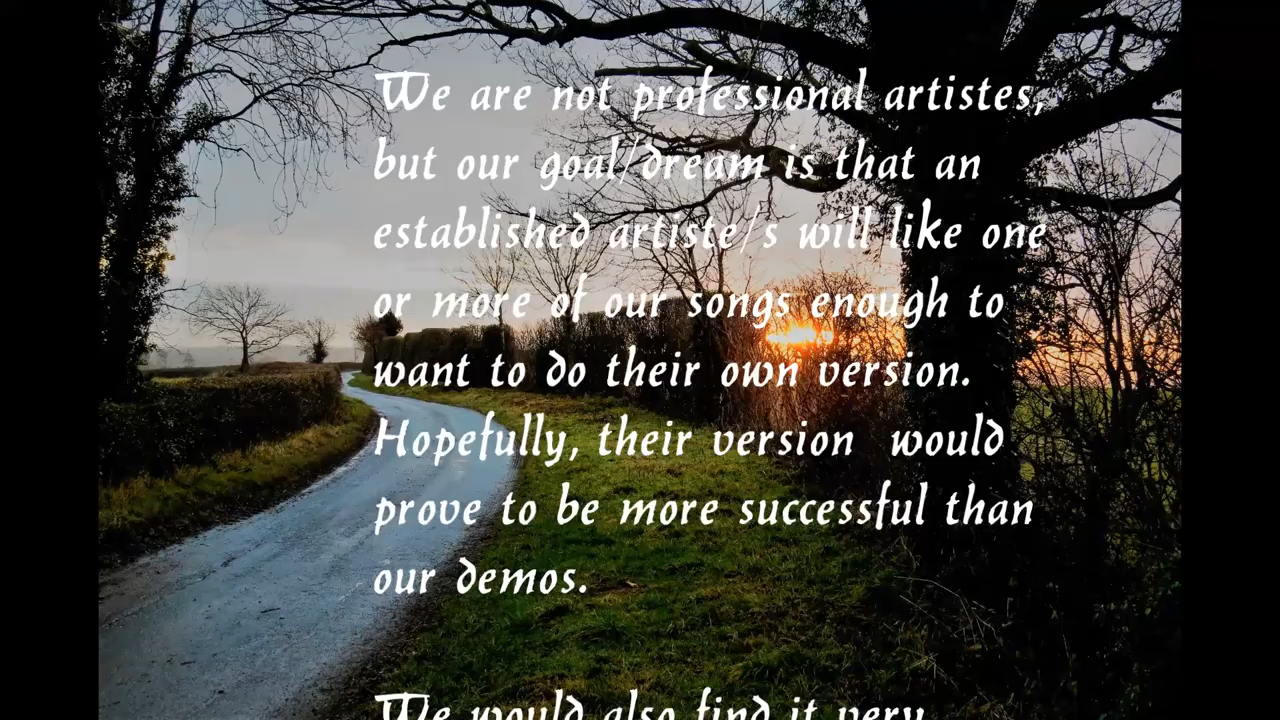 We are not professional artistes,
but our goal/dream is that an
established artiste/s will like one
or more of our songs enough to
want to do their own version.
Hopefully, their version would
prove to be more successful than
our demos.
We would also find it very